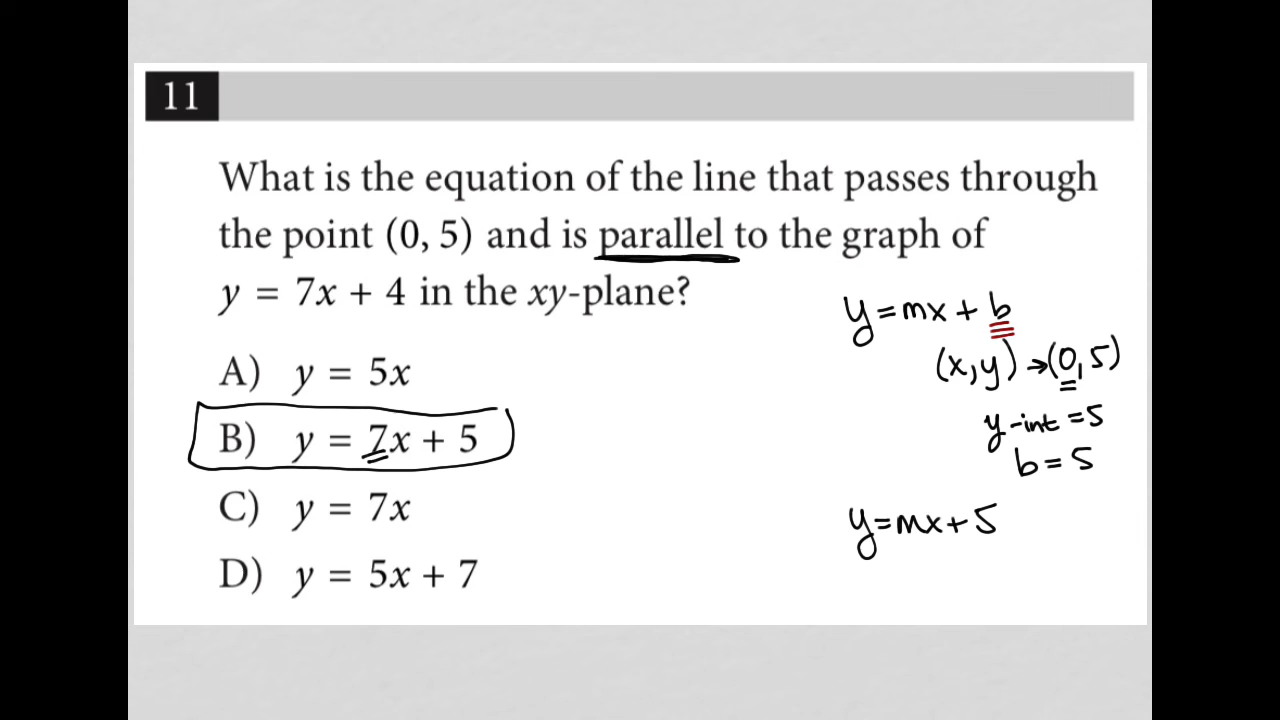 11
What is the equation of the line that passes through
the point (0, 5) and is parallel to the graph of
y = 7x + 4 in the xy-plane?
A) y = 5x
B) y = 7x + 5
C) y = 7x
D) y = 5x + 7
y = mx + b
(x, y) → (0, 5)
y-int = 5
b = 5
y = mx + 5